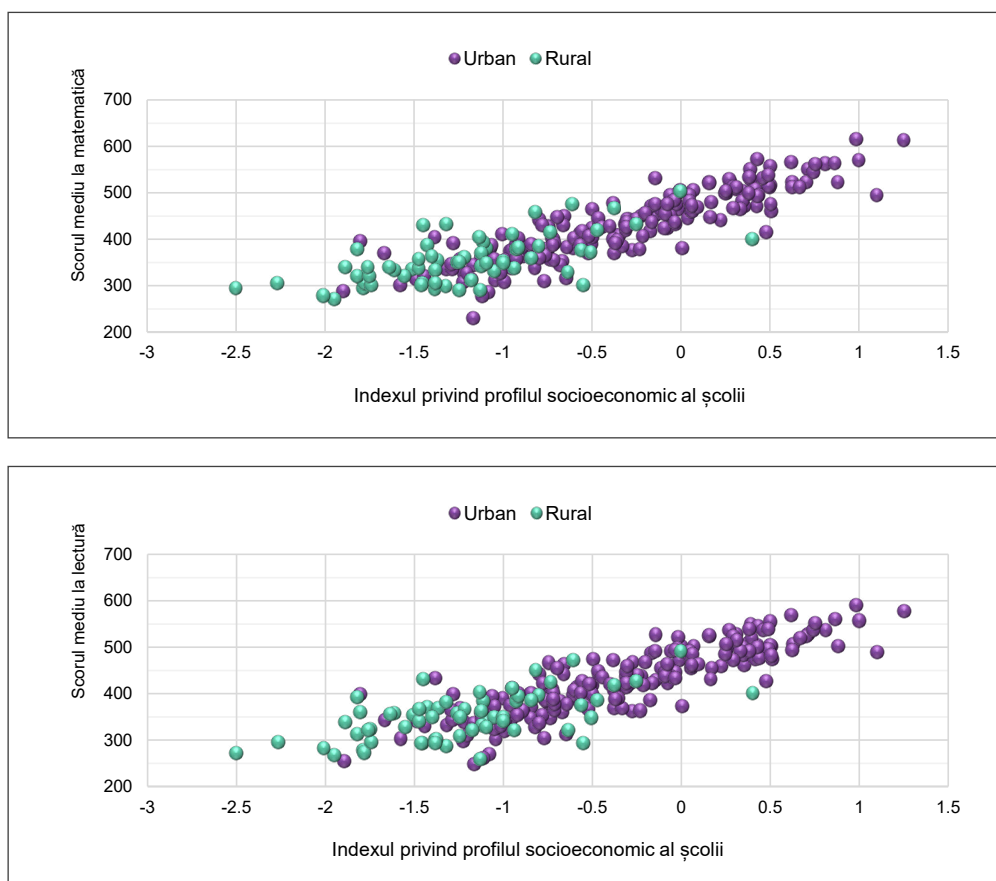 Urban Rural
Scorul mediu la matematică
700
600
500
400
300
200
-3 -2.5 -2 -1.5 -1 -0.5 0 0.5 1 1.5
Indexul privind profilul socioeconomic al școlii
Urban Rural
Scorul mediu la lectură
700
600
500
400
300
200
-3 -2.5 -2 -1.5 -1 -0.5 0 0.5 1 1.5
Indexul privind profilul socioeconomic al școlii